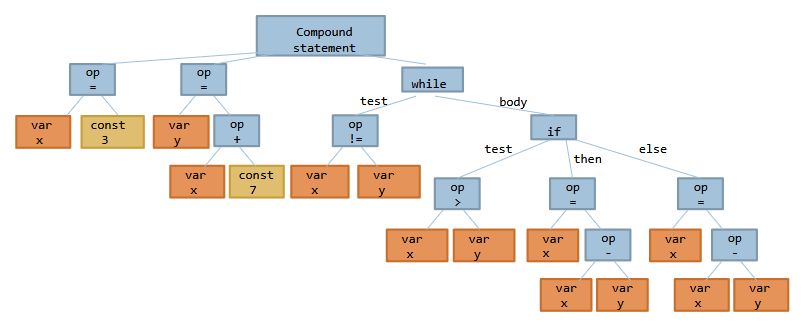 Compound
statement
op
=
op
=
while
test
body
var
x
const
3
var
y
op
+
op
!=
if
test
then
else
var
x
const
7
var
x
var
y
op
>
op
=
op
=
var
x
var
y
var
x
op
-
var
x
op
-
var
x
var
y
var
x
var
y